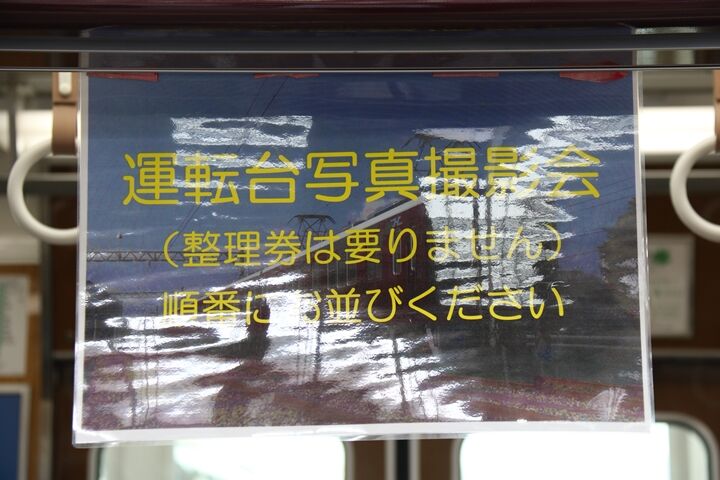 運転台写真撮影会
（整理券は要りません）
順番にお並びください